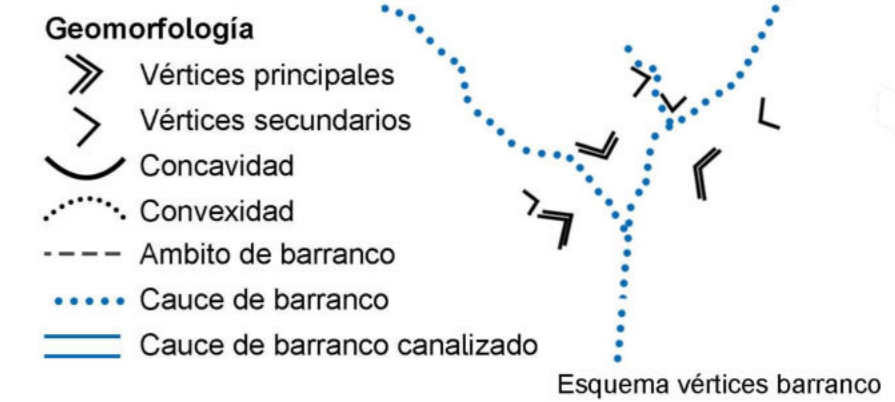 Geomorfología
Vértices principales
Vértices secundarios
Concavidad
Convexidad
Ambito de barranco
Cauce de barranco
Cauce de barranco canalizado
Esquema vértices barranco